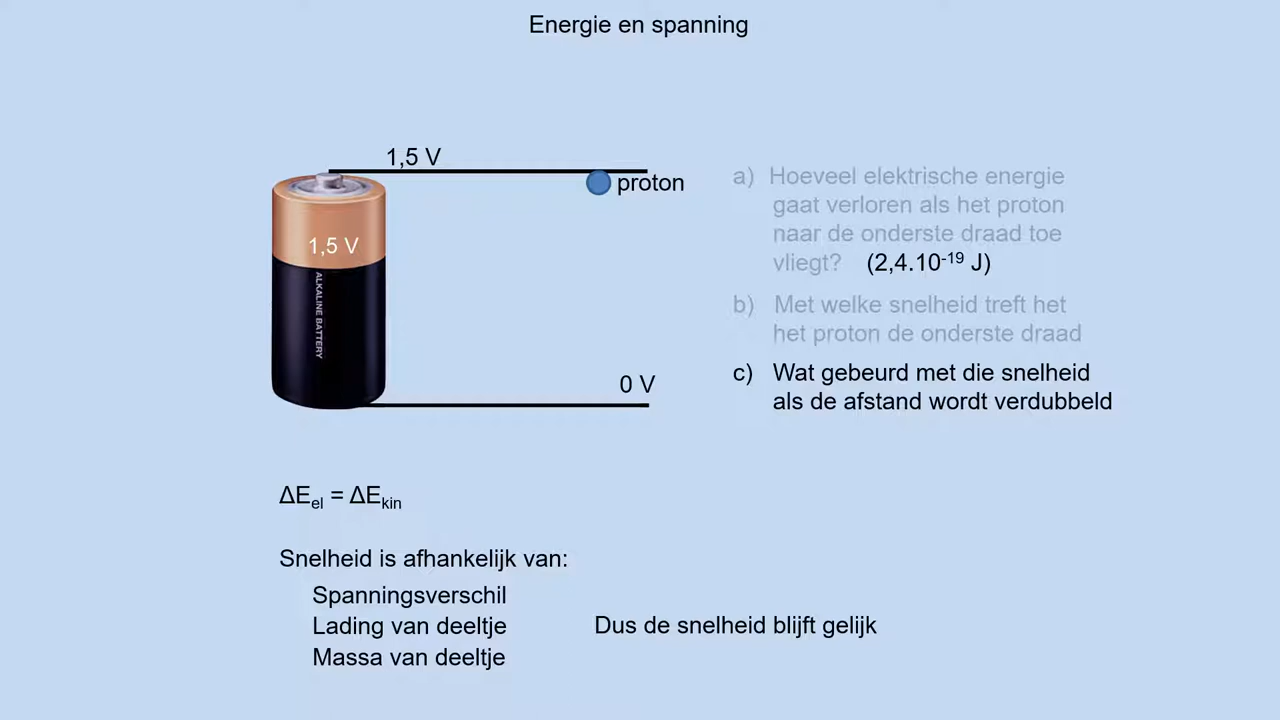 Energie en spanning
1,5 V
proton
1,5 V
ALKALINE BATTERY
0 V
a) Hoeveel elektrische energie
gaat verloren als het proton
naar de onderste draad toe
vliegt? (2,4.10⁻¹⁹ J)
b) Met welke snelheid treft het
het proton de onderste draad
c) Wat gebeurd met die snelheid
als de afstand wordt verdubbeld
ΔEel = ΔEkin
Snelheid is afhankelijk van:
Spanningsverschil
Lading van deeltje
Massa van deeltje
Dus de snelheid blijft gelijk